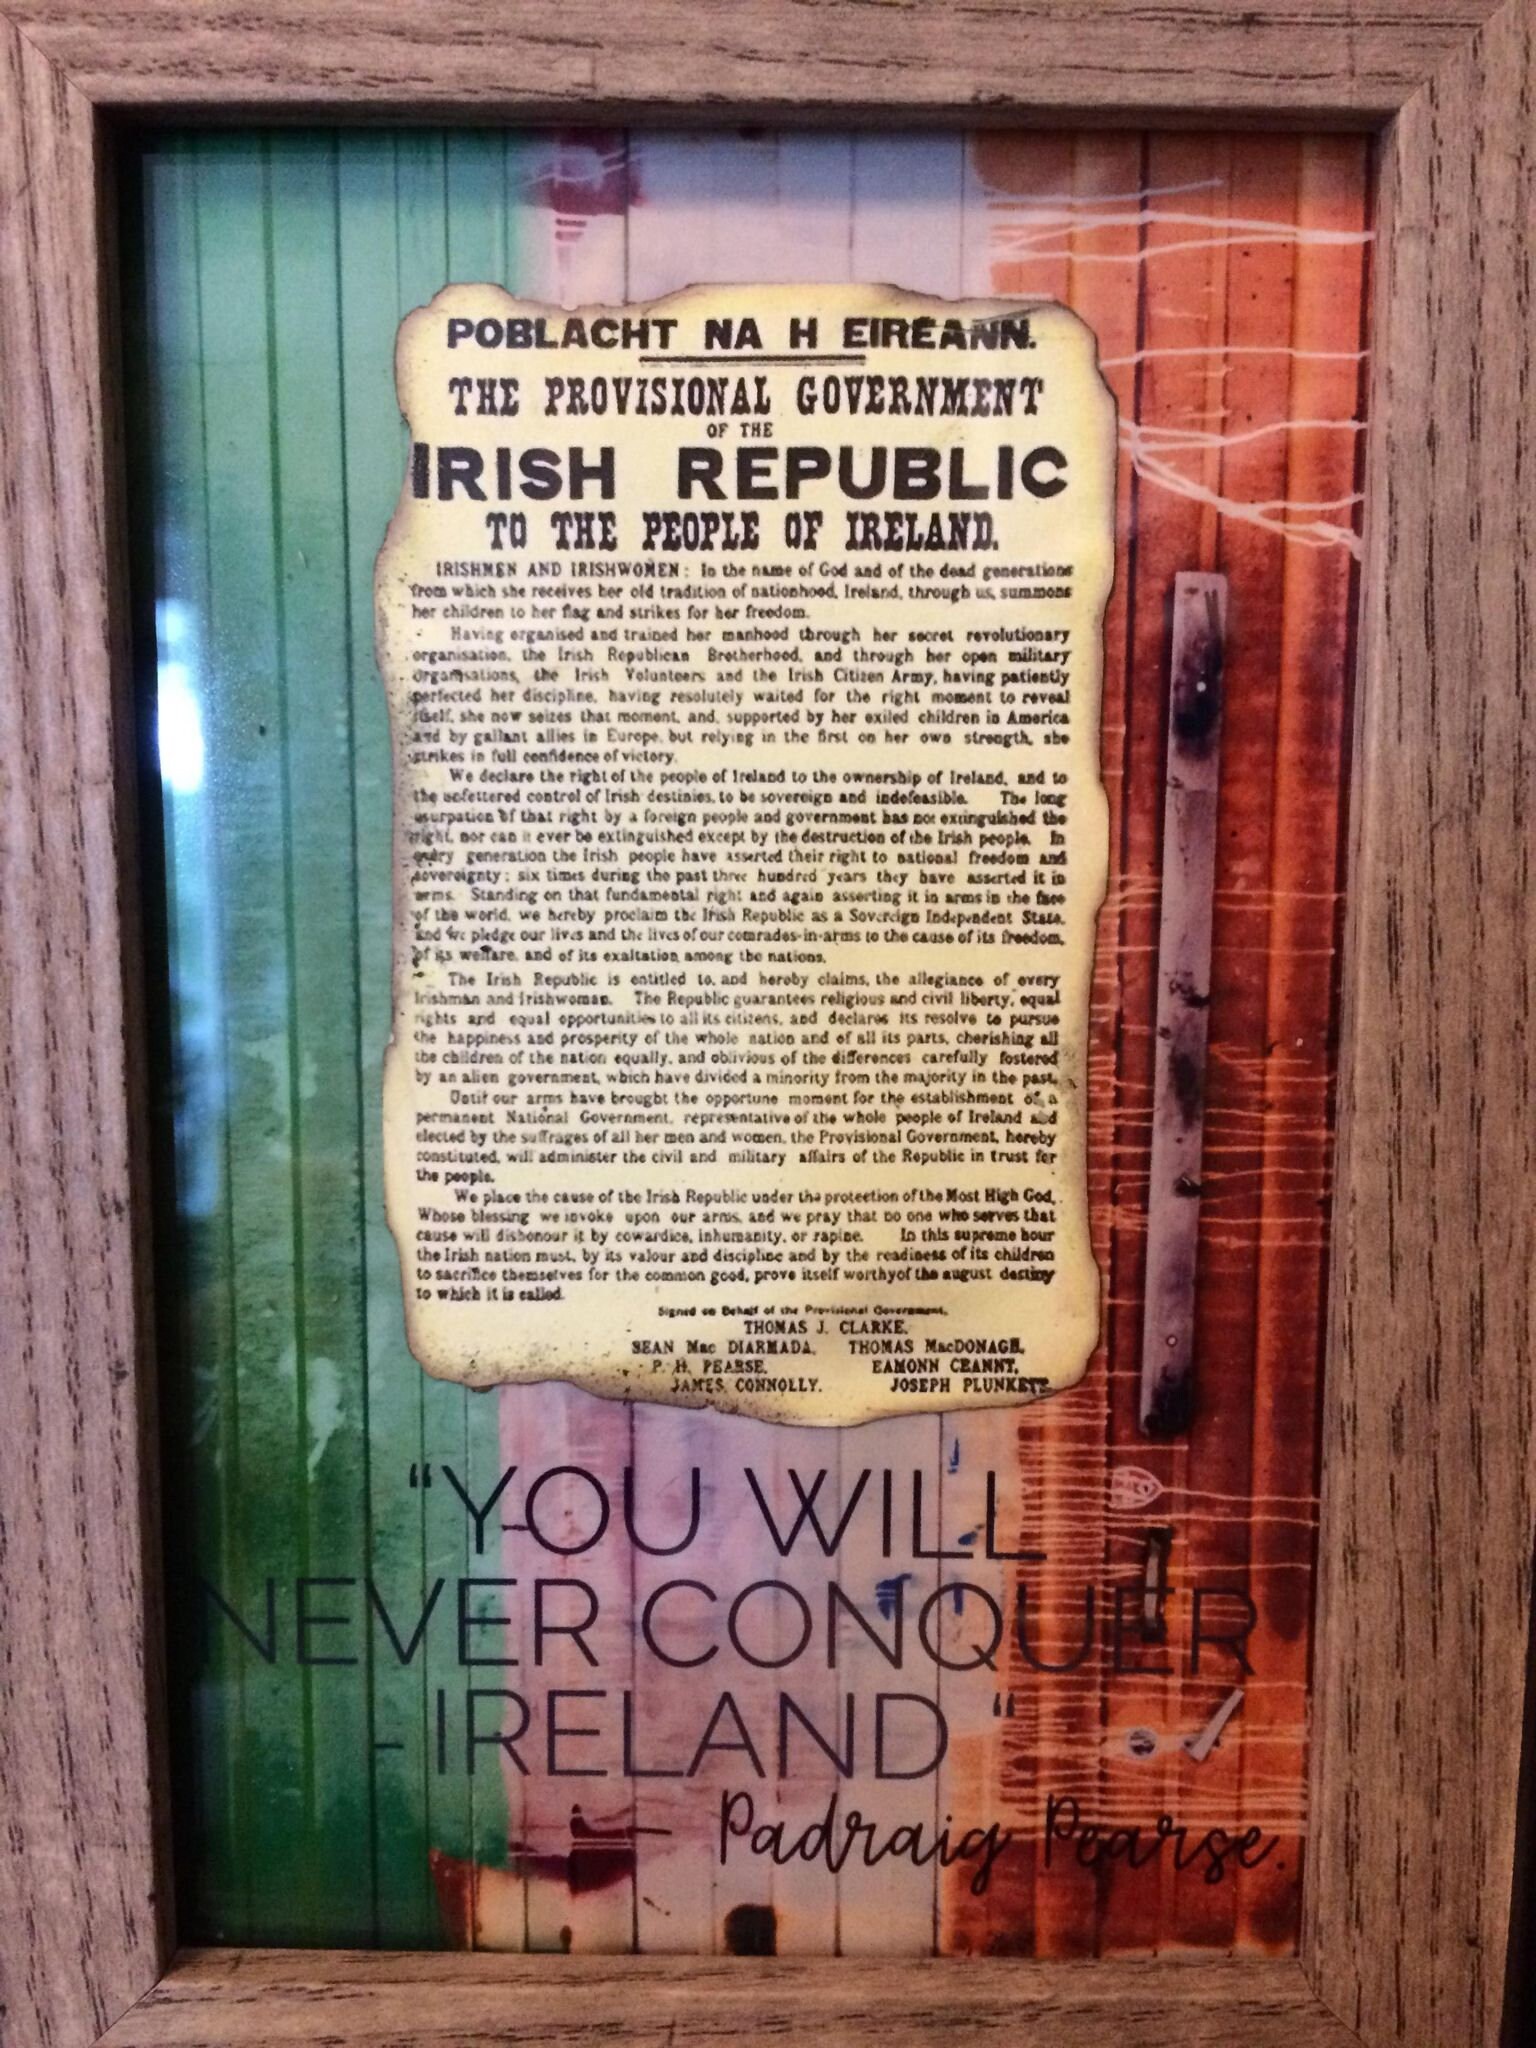 POBLACHT NA H EIREANN.
THE PROVISIONAL GOVERNMENT
OF THE
IRISH REPUBLIC
TO THE PEOPLE OF IRELAND.
IRISHMEN AND IRISHWOMEN: In the name of God and of the dead generations
from which she receives her old tradition of nationhood, Ireland, through us, summons
her children to her flag and strikes for her freedom.
Having organised and trained her manhood through her secret revolutionary
organisation, the Irish Republican Brotherhood, and through her open military
organisations, the Irish Volunteers and the Irish Citizen Army, having patiently
perfected her discipline, having resolutely waited for the right moment to reveal
itself, she now seizes that moment, and, supported by her exiled children in America
and by gallant allies in Europe, but relying in the first on her own strength, she
strikes in full confidence of victory.
We declare the right of the people of Ireland to the ownership of Ireland, and to
the unfettered control of Irish destinies, to be sovereign and indefeasible. The long
usurpation of that right by a foreign people and government has not extinguished the
right, nor can it ever be extinguished except by the destruction of the Irish people. In
every generation the Irish people have asserted their right to national freedom and
sovereignty; six times during the past three hundred years they have asserted it in
arms. Standing on that fundamental right and again asserting it in arms in the face
of the world, we hereby proclaim the Irish Republic as a Sovereign Independent State,
and we pledge our lives and the lives of our comrades-in-arms to the cause of its freedom,
of its welfare, and of its exaltation among the nations.
The Irish Republic is entitled to, and hereby claims, the allegiance of every
Irishman and Irishwoman. The Republic guarantees religious and civil liberty, equal
rights and equal opportunities to all its citizens, and declares its resolve to pursue
the happiness and prosperity of the whole nation and of all its parts, cherishing all
the children of the nation equally, and oblivious of the differences carefully fostered
by an alien government, which have divided a minority from the majority in the past.
Until our arms have brought the opportune moment for the establishment of a
permanent National Government, representative of the whole people of Ireland and
elected by the suffrages of all her men and women, the Provisional Government, hereby
constituted, will administer the civil and military affairs of the Republic in trust for
the people.
We place the cause of the Irish Republic under the protection of the Most High God,
Whose blessing we invoke upon our arms, and we pray that no one who serves that
cause will dishonour it by cowardice, inhumanity, or rapine. In this supreme hour
the Irish nation must, by its valour and discipline and by the readiness of its children
to sacrifice themselves for the common good, prove itself worthy of the august destiny
to which it is called.
Signed on Behalf of the Provisional Government,
THOMAS J. CLARKE,
SEAN Mac DIARMADA, THOMAS MacDONAGH,
P. H. PEARSE, EAMONN CEANNT,
JAMES CONNOLLY, JOSEPH PLUNKETT
"YOU WILL
NEVER CONQUER
IRELAND "
Padraig Pearse.